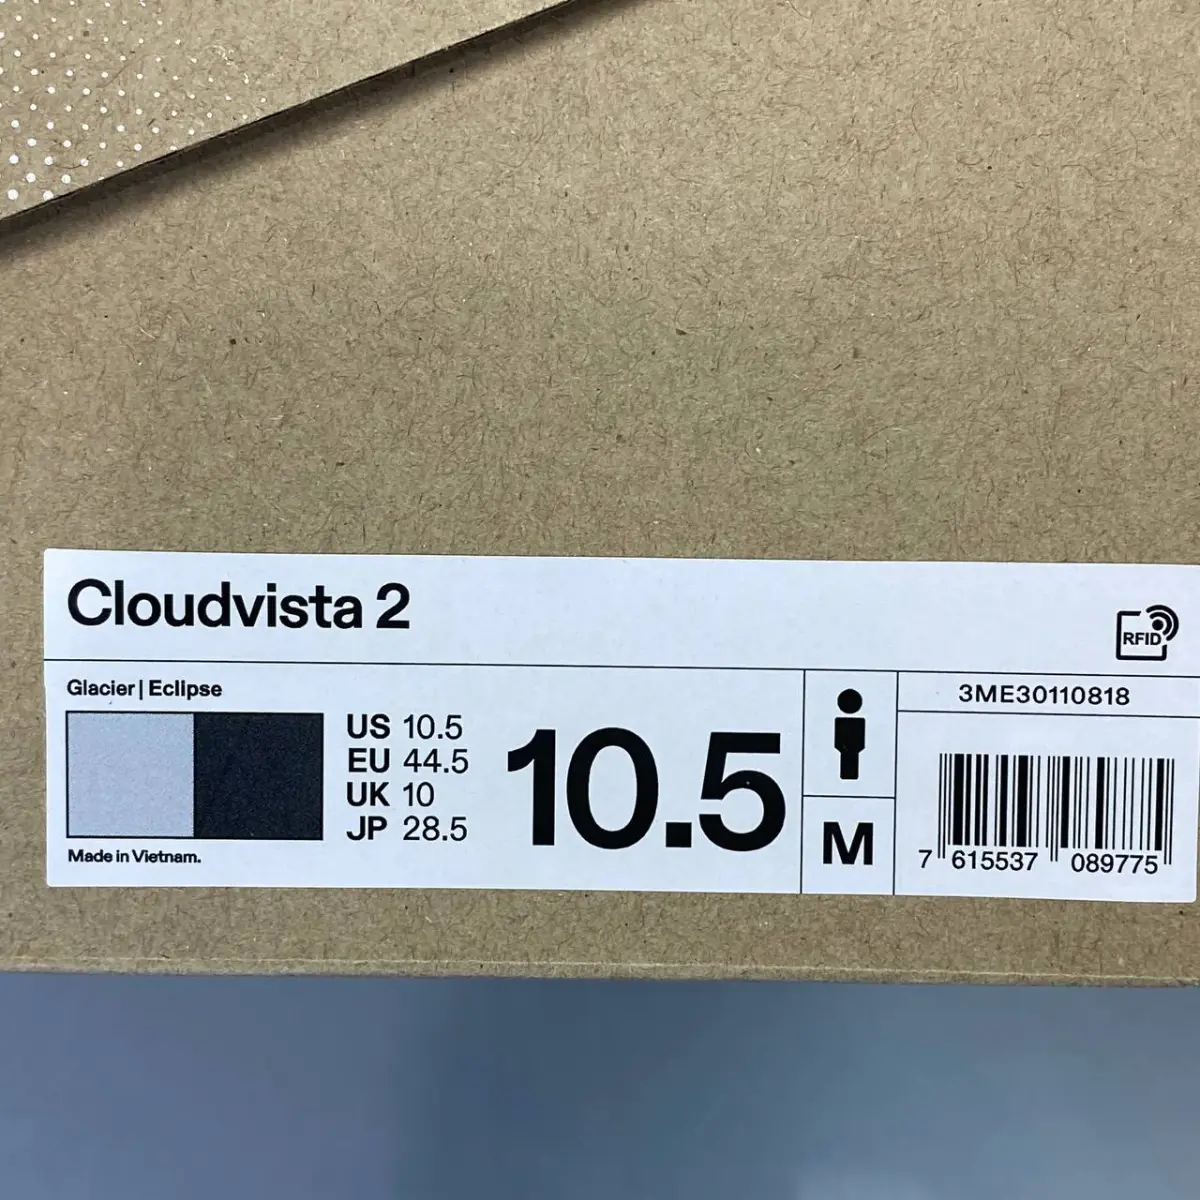 Cloudvista 2
RFID
Glacier | Eclipse
US 10.5
EU 44.5
UK 10
JP 28.5
Made in Vietnam.
10.5
M
3ME30110818
7 615537 089775